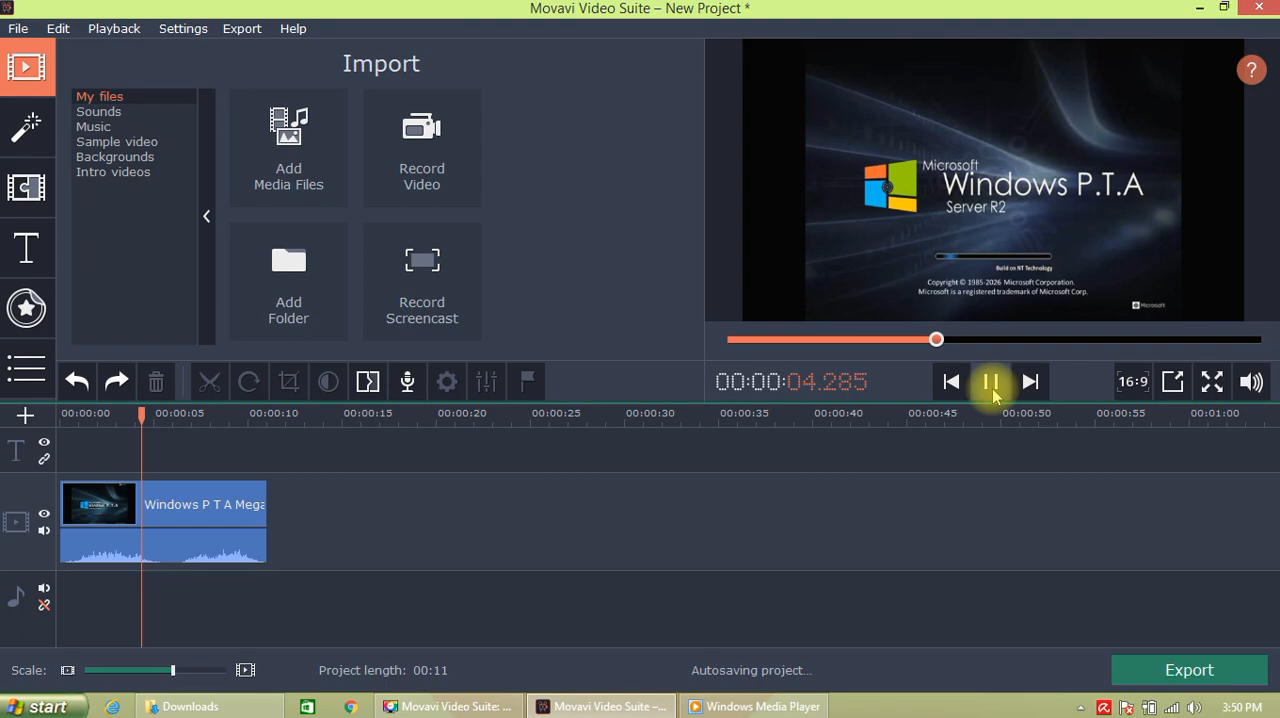 Movavi Video Suite – New Project *
File Edit Playback Settings Export Help
Import
My files
Sounds
Music
Sample video
Backgrounds
Intro videos
Add
Media Files
Record
Video
Add
Folder
Record
Screencast
?
Microsoft
Windows P.T.A
Server R2
Build on NT Technology
Copyright © 1985-2026 Microsoft Corporation.
Microsoft is a registered trademark of Microsoft Corp.
Microsoft
00:00:04.285
16:9
00:00:00 00:00:05 00:00:10 00:00:15 00:00:20 00:00:25 00:00:30 00:00:35 00:00:40 00:00:45 00:00:50 00:00:55 00:01:00
Windows P T A Mega
Scale:
Project length: 00:11
Autosaving project...
Export
start
Downloads
Movavi Video Suite: ...
Movavi Video Suite –...
Windows Media Player
3:50 PM